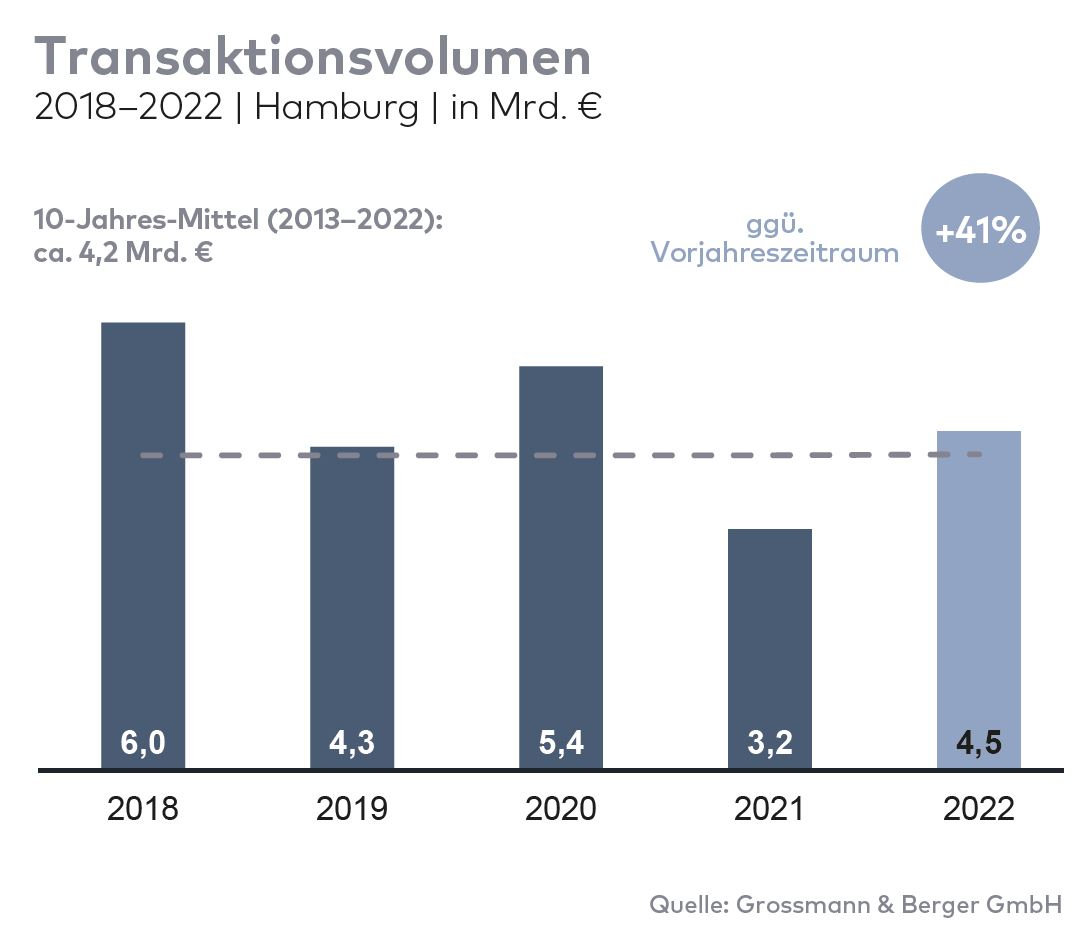 Transaktionsvolumen
2018–2022 | Hamburg | in Mrd. €
10-Jahres-Mittel (2013–2022):
ca. 4,2 Mrd. €
ggü.
Vorjahreszeitraum
+41%
6,0
4,3
5,4
3,2
4,5
2018
2019
2020
2021
2022
Quelle: Grossmann & Berger GmbH